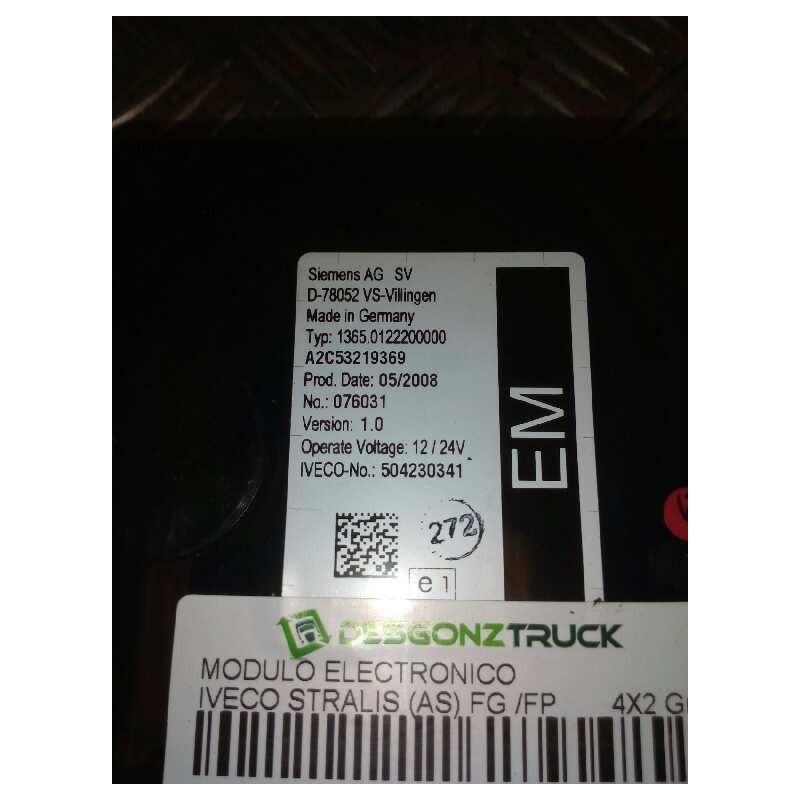 Siemens AG SV
D-78052 VS-Villingen
Made in Germany
Typ: 1365.0122200000
A2C53219369
Prod. Date: 05/2008
No.: 076031
Version: 1.0
Operate Voltage: 12 / 24V
IVECO-No.: 504230341
EM
272
e1
DESGONZTRUCK
MODULO ELECTRONICO
IVECO STRALIS (AS) FG /FP 4X2